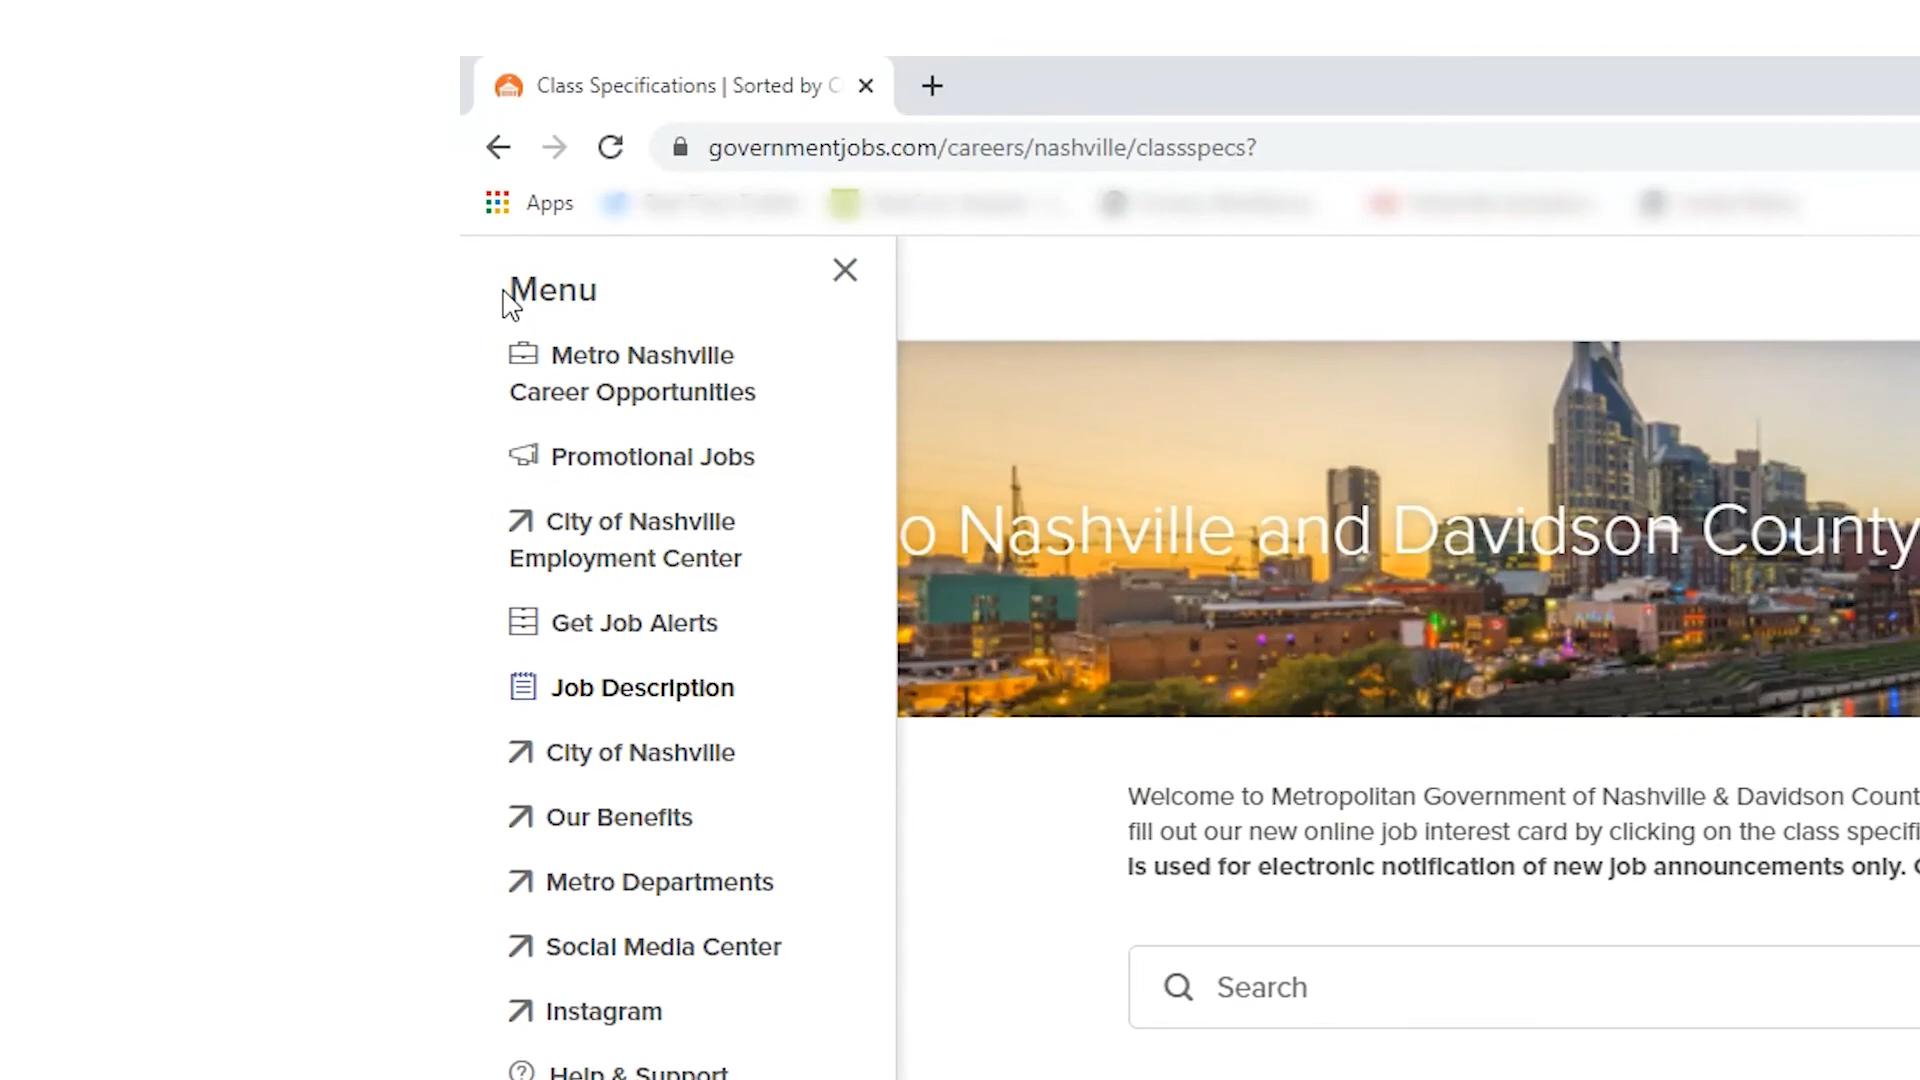 Class Specifications | Sorted by C
governmentjobs.com/careers/nashville/classspecs?
Apps
Menu
Metro Nashville
Career Opportunities
Promotional Jobs
City of Nashville
Employment Center
Get Job Alerts
Job Description
City of Nashville
Our Benefits
Metro Departments
Social Media Center
Instagram
Help & Support
o Nashville and Davidson County
Welcome to Metropolitan Government of Nashville & Davidson Count
fill out our new online job interest card by clicking on the class specifi
is used for electronic notification of new job announcements only.
Search